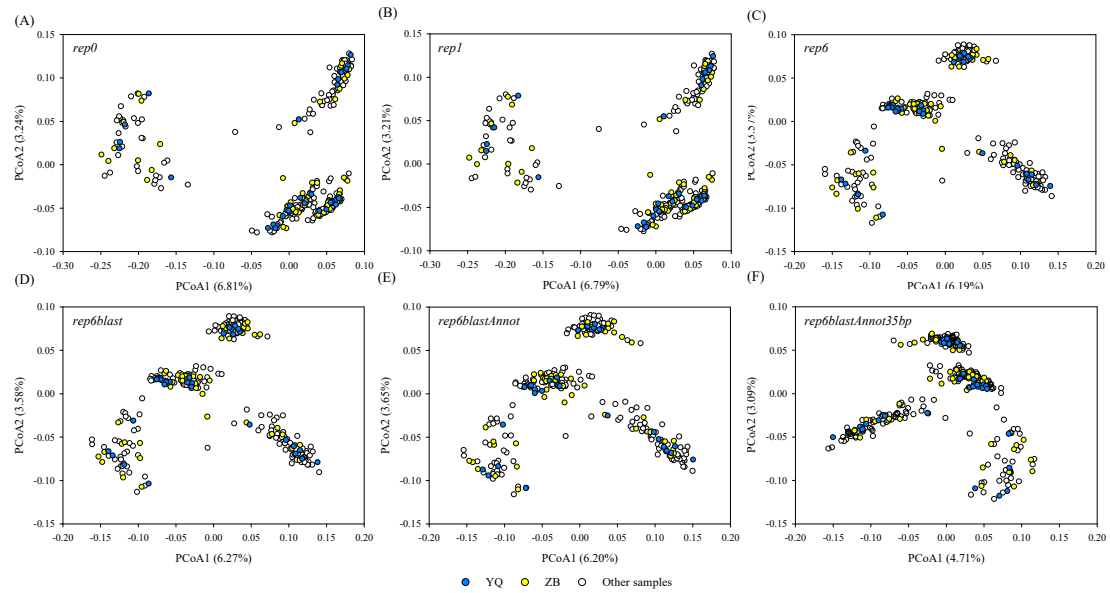 (A)
(B)
(C)
rep0
rep1
rep6
0.15
0.10
0.05
0.00
-0.05
-0.10
PCoA2 (3.24%)
-0.30 -0.20 -0.15 -0.10 -0.05 0.00 0.05 0.10
PCoA1 (6.81%)
0.15
0.10
0.05
0.00
-0.05
-0.10
PCoA2 (3.21%)
-0.30 -0.20 -0.15 -0.10 -0.05 0.00 0.05 0.10
PCoA1 (6.79%)
0.10
0.05
0.00
-0.05
-0.10
-0.15
PCoA2
-0.20 -0.15 -0.10 -0.05 0.00 0.05 0.10 0.15 0.20
PCoA1 (6.19%)
(D)
(E)
(F)
rep6blast
rep6blastAnnot
rep6blastAnnot35bp
0.10
0.05
0.00
-0.05
-0.10
-0.15
PCoA2 (3.58%)
-0.20 -0.15 -0.10 -0.05 0.00 0.05 0.10 0.15 0.20
PCoA1 (6.27%)
0.10
0.05
0.00
-0.05
-0.10
-0.15
PCoA2 (3.65%)
-0.20 -0.15 -0.10 -0.05 0.00 0.05 0.10 0.15 0.20
PCoA1 (6.20%)
0.10
0.05
0.00
-0.05
-0.10
-0.15
PCoA2 (3.09%)
-0.20 -0.15 -0.10 -0.05 0.00 0.05 0.10 0.15 0.20
PCoA1 (4.71%)
YQ ZB Other samples